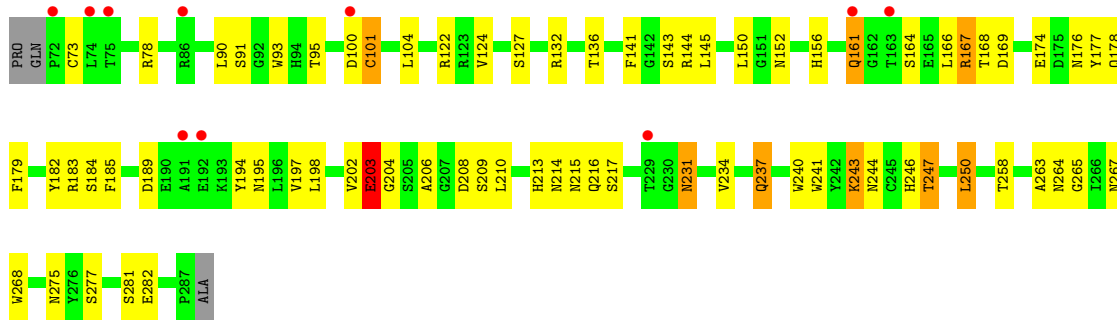 PRO GLN P72 C73 L74 T75 R78 R86 L90 S91 G92 W93 H94 T95 D100 C101 L104 R122 R123 V124 S127 R132 T136 F141 G142 S143 R144 L145 L150 G151 N152 H156 Q161 G162 T163 S164 E165 L166 R167 T168 D169 E174 D175 N176 Y177 Q178
F179 Y182 R183 S184 F185 D189 E190 A191 E192 K193 Y194 N195 L196 V197 L198 V202 E203 G204 S205 A206 G207 D208 S209 L210 H213 N214 N215 Q216 S217 T229 G230 N231 V234 Q237 W240 W241 Y242 K243 N244 C245 H246 T247 L250 T258 A263 N264 G265 I266 N267
W268 N275 Y276 S277 S281 E282 P287 ALA